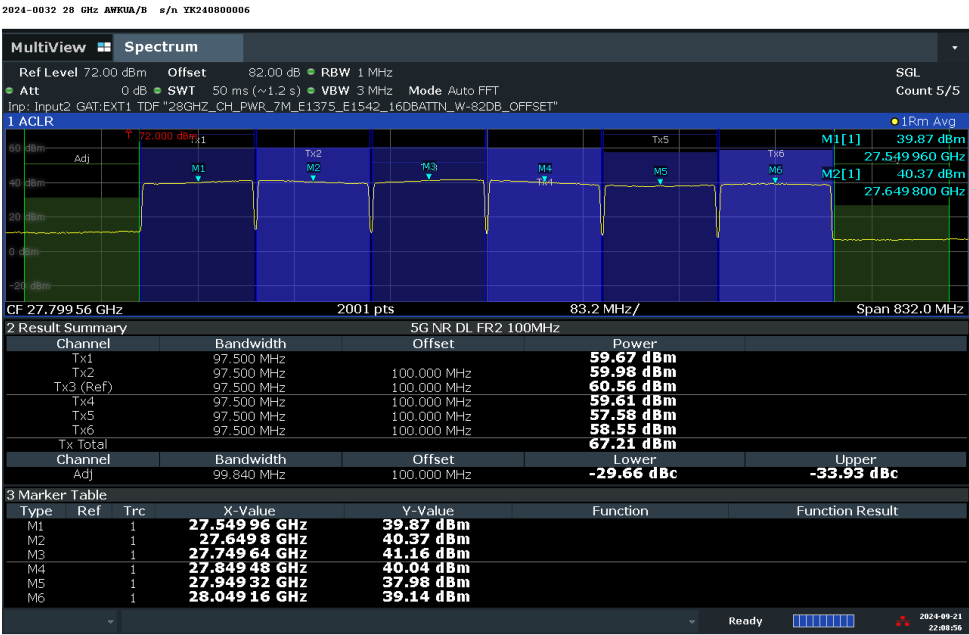 2024-0032 28 GHz AWKUA/B s/n YK240800006
MultiView Spectrum
Ref Level 72.00 dBm Offset 82.00 dB RBW 1 MHz SGL
Att 0 dB SWT 50 ms (~1.2 s) VBW 3 MHz Mode Auto FFT Count 5/5
Inp: Input2 GAT:EXT1 TDF "28GHZ_CH_PWR_7M_E1375_E1542_16DBATTN_W-82DB_OFFSET"
1 ACLR 1Rm Avg
72.000 dBm Tx1 Tx5 M1[1] 39.87 dBm
60 dBm Adj Tx2 Tx6 27.549 960 GHz
M1 M2 M3 M4 M5 M6 M2[1] 40.37 dBm
40 dBm Tx4 27.649 800 GHz
20 dBm
0 dBm
-20 dBm
CF 27.799 56 GHz 2001 pts 83.2 MHz/ Span 832.0 MHz
2 Result Summary 5G NR DL FR2 100MHz
Channel Bandwidth Offset Power
Tx1 97.500 MHz 59.67 dBm
Tx2 97.500 MHz 100.000 MHz 59.98 dBm
Tx3 (Ref) 97.500 MHz 100.000 MHz 60.56 dBm
Tx4 97.500 MHz 100.000 MHz 59.61 dBm
Tx5 97.500 MHz 100.000 MHz 57.58 dBm
Tx6 97.500 MHz 100.000 MHz 58.55 dBm
Tx Total 67.21 dBm
Channel Bandwidth Offset Lower Upper
Adj 99.840 MHz 100.000 MHz -29.66 dBc -33.93 dBc
3 Marker Table
Type Ref Trc X-Value Y-Value Function Function Result
M1 1 27.549 96 GHz 39.87 dBm
M2 1 27.649 8 GHz 40.37 dBm
M3 1 27.749 64 GHz 41.16 dBm
M4 1 27.849 48 GHz 40.04 dBm
M5 1 27.949 32 GHz 37.98 dBm
M6 1 28.049 16 GHz 39.14 dBm
Ready 2024-09-21
22:08:56